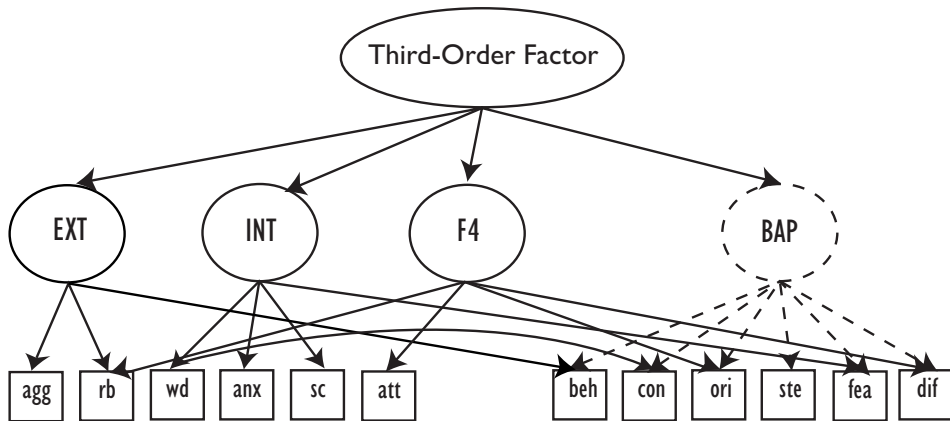 Third-Order Factor
EXT INT F4 BAP
agg rb wd anx sc att beh con ori ste fea dif